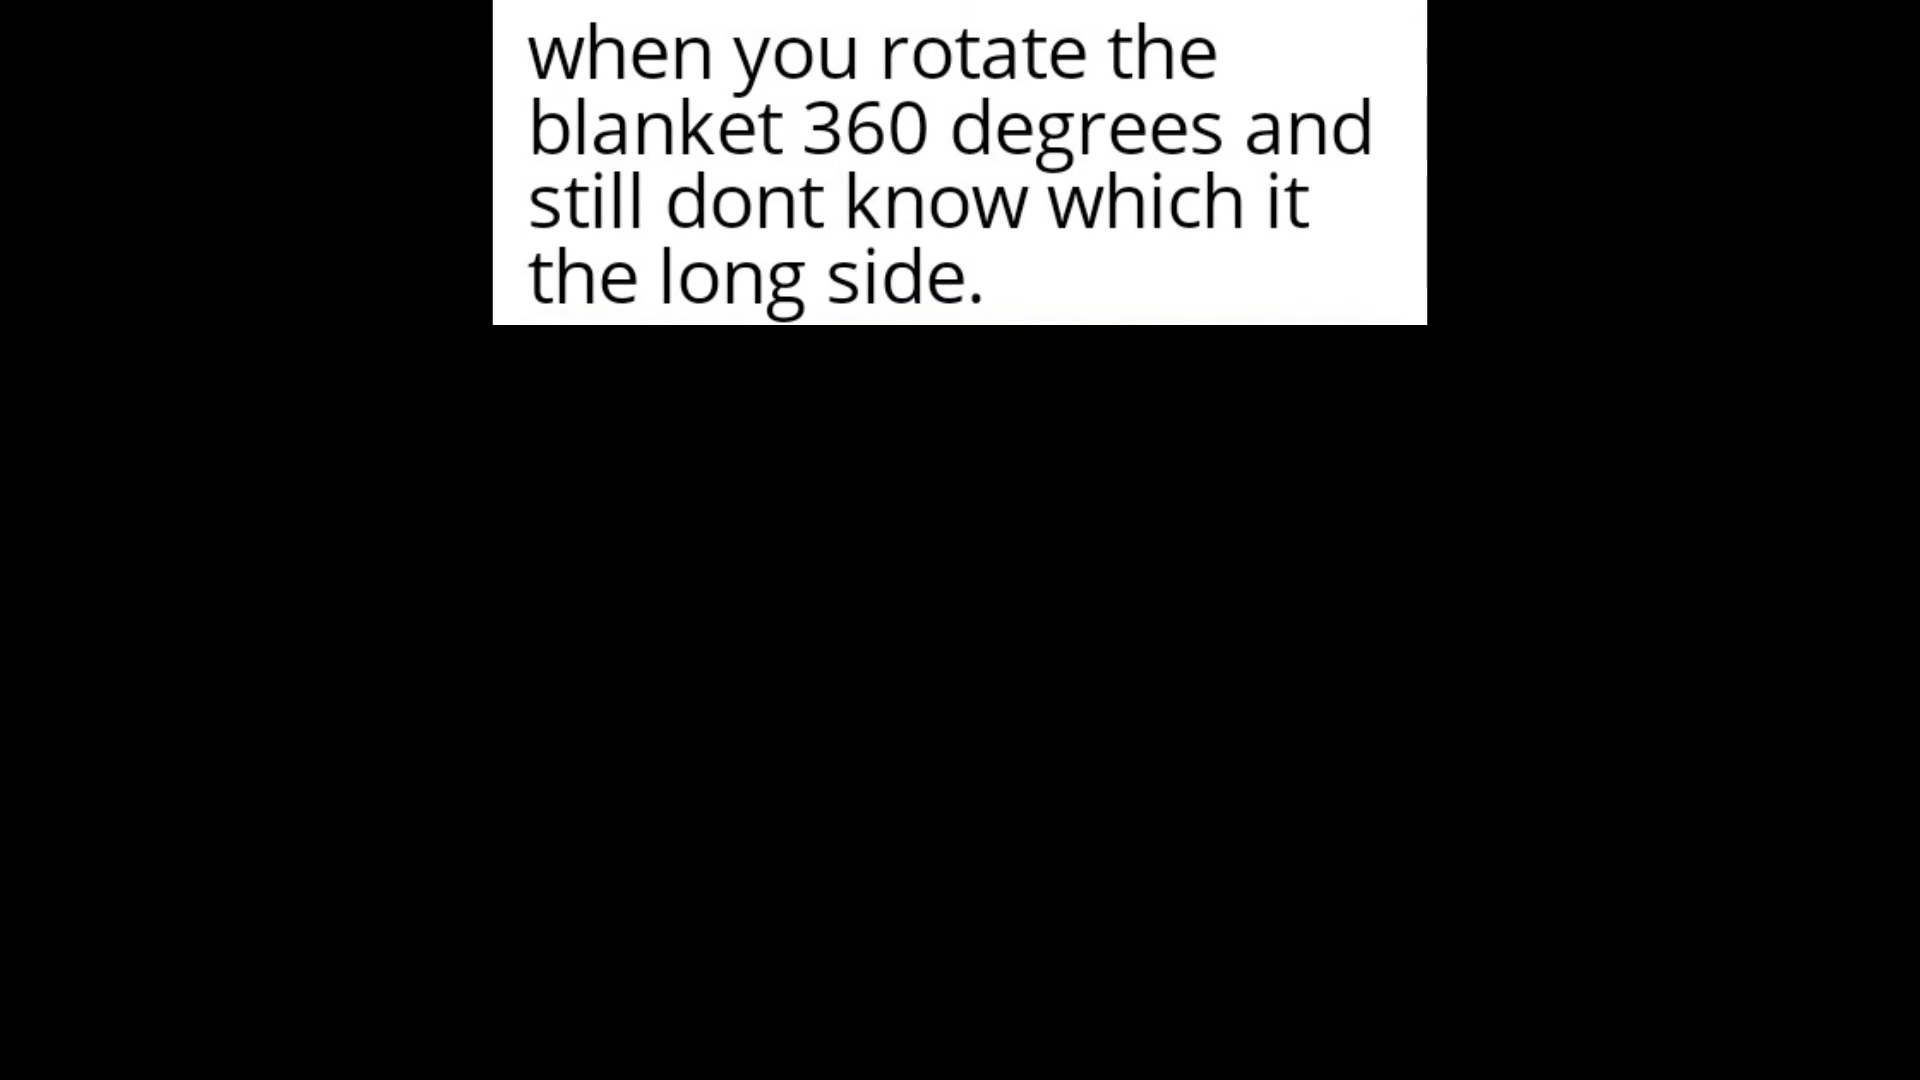 when you rotate the
blanket 360 degrees and
still dont know which it
the long side.